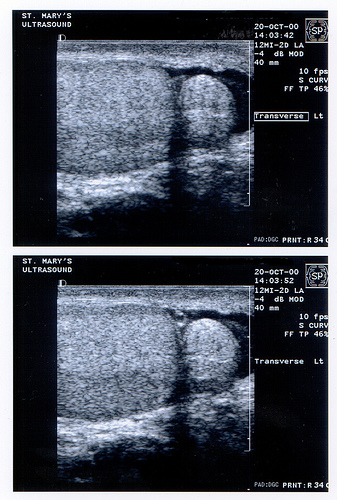 ST. MARY'S
ULTRASOUND
20-OCT-00
14:03:42
12MI-2D LA
-4 dB MOD
40 mm
SP
10 fps
S CURV
FF TP 46%
Transverse Lt
PAD:DGC PRNT:R 34
ST. MARY'S
ULTRASOUND
20-OCT-00
14:03:52
12MI-2D LA
-4 dB MOD
40 mm
SP
10 fps
S CURV
FF TP 46%
Transverse Lt
PAD:DGC PRNT:R 34